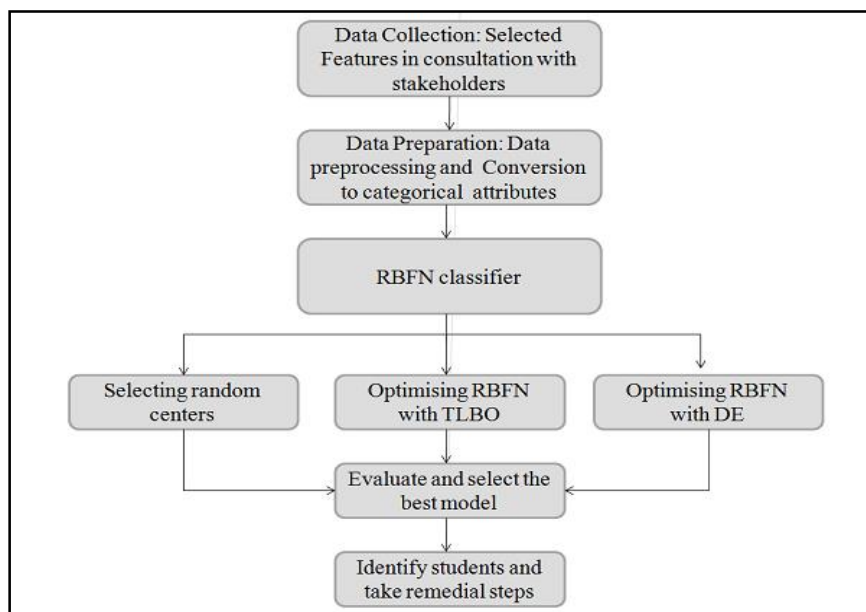 Data Collection: Selected
Features in consultation with
stakeholders
Data Preparation: Data
preprocessing and Conversion
to categorical attributes
RBFN classifier
Selecting random
centers
Optimising RBFN
with TLBO
Optimising RBFN
with DE
Evaluate and select the
best model
Identify students and
take remedial steps